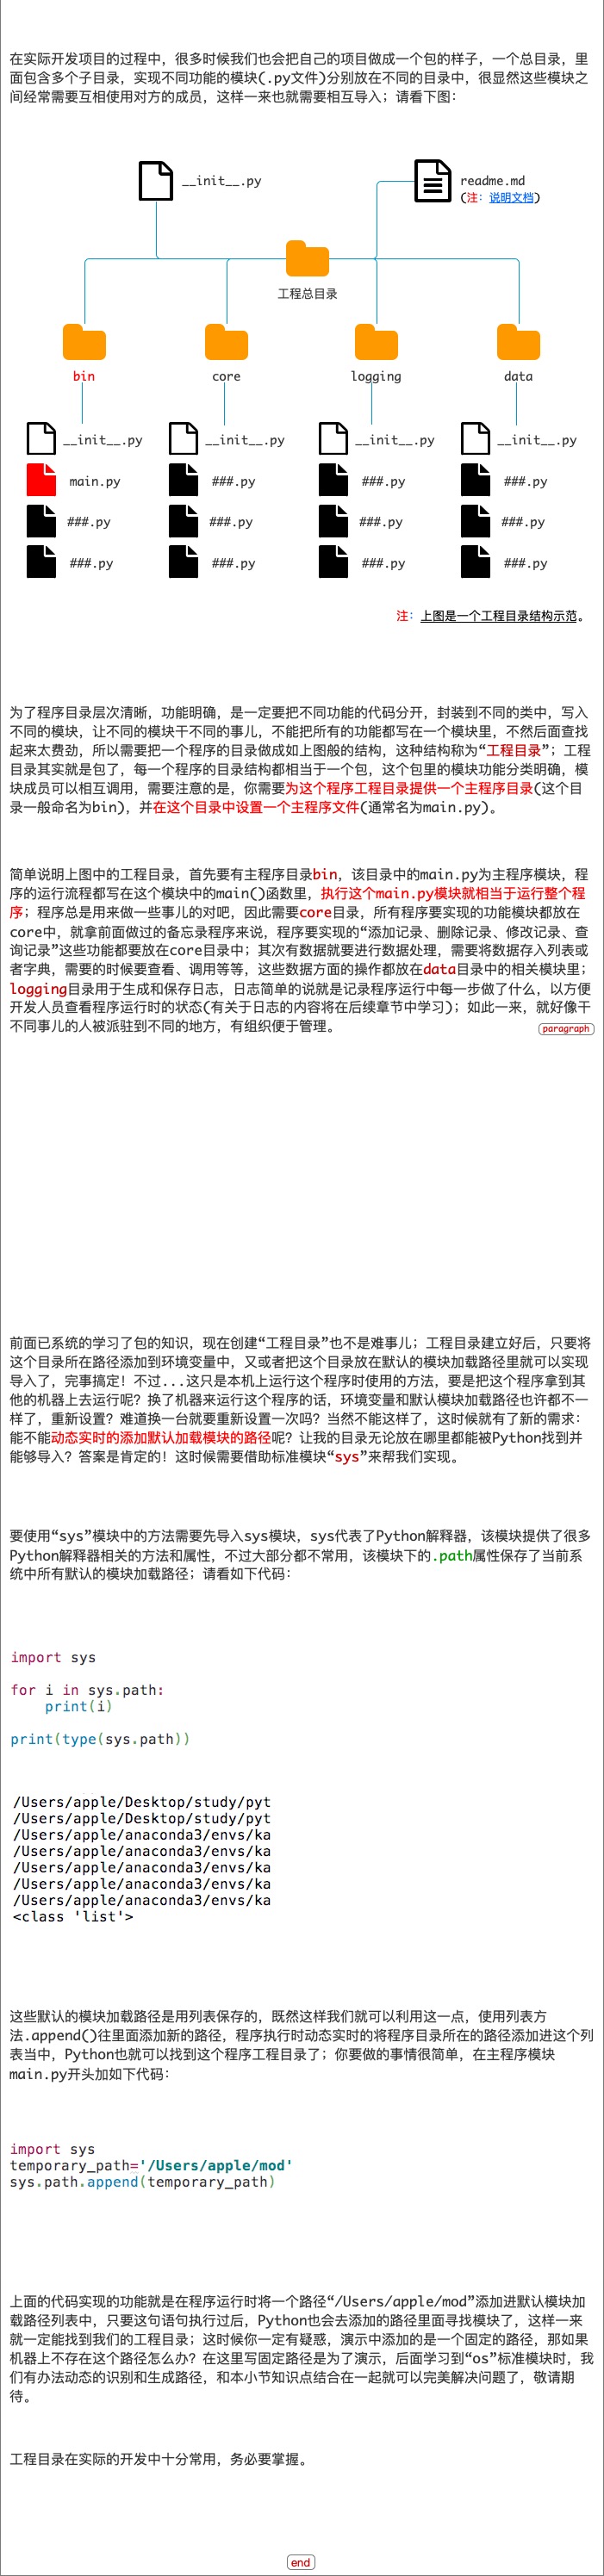 在实际开发项目的过程中，很多时候我们也会把自己的项目做成一个包的样子，一个总目录，里
面包含多个子目录，实现不同功能的模块(.py文件)分别放在不同的目录中，很显然这些模块之
间经常需要互相使用对方的成员，这样一来也就需要相互导入；请看下图：
__init__.py
readme.md
(注：说明文档)
工程总目录
bin
core
logging
data
__init__.py
__init__.py
__init__.py
__init__.py
main.py
###.py
###.py
###.py
###.py
###.py
###.py
###.py
###.py
###.py
###.py
###.py
注：上图是一个工程目录结构示范。
为了程序目录层次清晰，功能明确，是一定要把不同功能的代码分开，封装到不同的类中，写入
不同的模块，让不同的模块干不同的事儿，不能把所有的功能都写在一个模块里，不然后面查找
起来太费劲，所以需要把一个程序的目录做成如上图般的结构，这种结构称为“工程目录”；工程
目录其实就是包了，每一个程序的目录结构都相当于一个包，这个包里的模块功能分类明确，模
块成员可以相互调用，需要注意的是，你需要为这个程序工程目录提供一个主程序目录(这个目
录一般命名为bin)，并在这个目录中设置一个主程序文件(通常名为main.py)。
简单说明上图中的工程目录，首先要有主程序目录bin，该目录中的main.py为主程序模块，程
序的运行流程都写在这个模块中的main()函数里，执行这个main.py模块就相当于运行整个程
序；程序总是用来做一些事儿的对吧，因此需要core目录，所有程序要实现的功能模块都放在
core中，就拿前面做过的备忘录程序来说，程序要实现的“添加记录、删除记录、修改记录、查
询记录”这些功能都要放在core目录中；其次有数据就要进行数据处理，需要将数据存入列表或
者字典，需要的时候要查看、调用等等，这些数据方面的操作都放在data目录中的相关模块里；
logging目录用于生成和保存日志，日志简单的说就是记录程序运行中每一步做了什么，以方便
开发人员查看程序运行时的状态(有关于日志的内容将在后续章节中学习)；如此一来，就好像干
不同事儿的人被派驻到不同的地方，有组织便于管理。
paragraph
前面已系统的学习了包的知识，现在创建“工程目录”也不是难事儿；工程目录建立好后，只要将
这个目录所在路径添加到环境变量中，又或者把这个目录放在默认的模块加载路径里就可以实现
导入了，完事搞定！不过...这只是本机上运行这个程序时使用的方法，要是把这个程序拿到其
他的机器上去运行呢？换了机器来运行这个程序的话，环境变量和默认模块加载路径也许都不一
样了，重新设置？难道换一台就要重新设置一次吗？当然不能这样了，这时候就有了新的需求：
能不能动态实时的添加默认加载模块的路径呢？让我的目录无论放在哪里都能被Python找到并
能够导入？答案是肯定的！这时候需要借助标准模块“sys”来帮我们实现。
要使用“sys”模块中的方法需要先导入sys模块，sys代表了Python解释器，该模块提供了很多
Python解释器相关的方法和属性，不过大部分都不常用，该模块下的.path属性保存了当前系
统中所有默认的模块加载路径；请看如下代码：
import sys
for i in sys.path:
    print(i)
print(type(sys.path))
/Users/apple/Desktop/study/pyt
/Users/apple/Desktop/study/pyt
/Users/apple/anaconda3/envs/ka
/Users/apple/anaconda3/envs/ka
/Users/apple/anaconda3/envs/ka
/Users/apple/anaconda3/envs/ka
/Users/apple/anaconda3/envs/ka
<class 'list'>
这些默认的模块加载路径是用列表保存的，既然这样我们就可以利用这一点，使用列表方
法.append()往里面添加新的路径，程序执行时动态实时的将程序目录所在的路径添加进这个列
表当中，Python也就可以找到这个程序工程目录了；你要做的事情很简单，在主程序模块
main.py开头加如下代码：
import sys
temporary_path='/Users/apple/mod'
sys.path.append(temporary_path)
上面的代码实现的功能就是在程序运行时将一个路径“/Users/apple/mod”添加进默认模块加
载路径列表中，只要这句语句执行过后，Python也会去添加的路径里面寻找模块了，这样一来
就一定能找到我们的工程目录；这时候你一定有疑惑，演示中添加的是一个固定的路径，那如果
机器上不存在这个路径怎么办？在这里写固定路径是为了演示，后面学习到“os”标准模块时，我
们有办法动态的识别和生成路径，和本小节知识点结合在一起就可以完美解决问题了，敬请期
待。
工程目录在实际的开发中十分常用，务必要掌握。
end